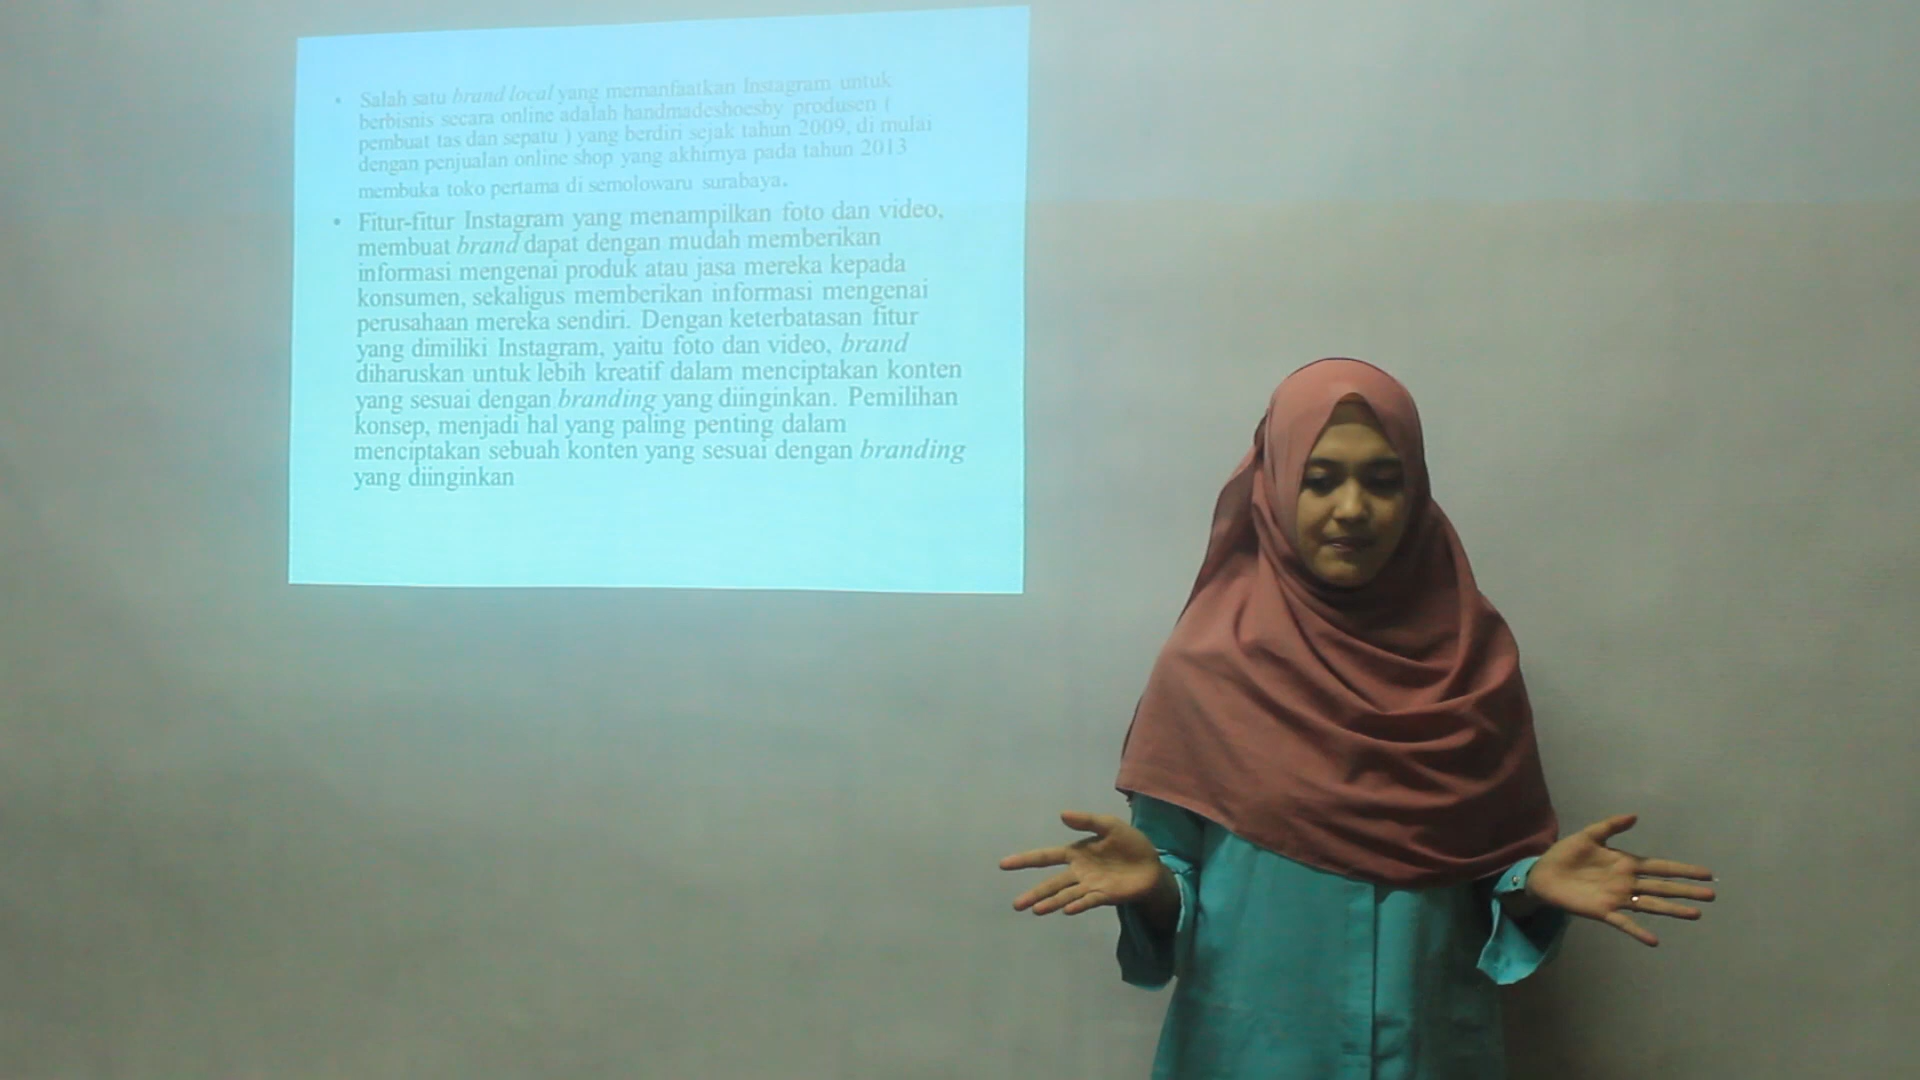 • Salah satu brand local yang memanfaatkan Instagram untuk
berbisnis secara online adalah handmadeshoesby produsen (
pembuat tas dan sepatu ) yang berdiri sejak tahun 2009, di mulai
dengan penjualan online shop yang akhirnya pada tahun 2013
membuka toko pertama di semolowaru surabaya.
• Fitur-fitur Instagram yang menampilkan foto dan video,
membuat brand dapat dengan mudah memberikan
informasi mengenai produk atau jasa mereka kepada
konsumen, sekaligus memberikan informasi mengenai
perusahaan mereka sendiri. Dengan keterbatasan fitur
yang dimiliki Instagram, yaitu foto dan video, brand
diharuskan untuk lebih kreatif dalam menciptakan konten
yang sesuai dengan branding yang diinginkan. Pemilihan
konsep, menjadi hal yang paling penting dalam
menciptakan sebuah konten yang sesuai dengan branding
yang diinginkan